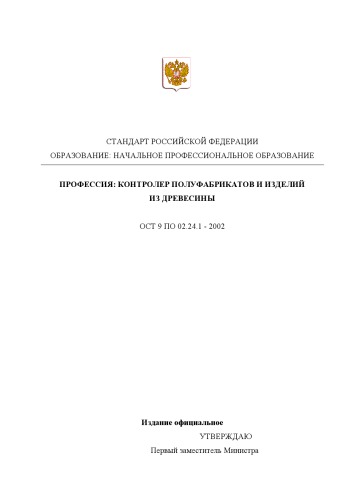 СТАНДАРТ РОССИЙСКОЙ ФЕДЕРАЦИИ
ОБРАЗОВАНИЕ: НАЧАЛЬНОЕ ПРОФЕССИОНАЛЬНОЕ ОБРАЗОВАНИЕ
ПРОФЕССИЯ: КОНТРОЛЕР ПОЛУФАБРИКАТОВ И ИЗДЕЛИЙ
ИЗ ДРЕВЕСИНЫ
ОСТ 9 ПО 02.24.1 - 2002
Издание официальное
УТВЕРЖДАЮ
Первый заместитель Министра